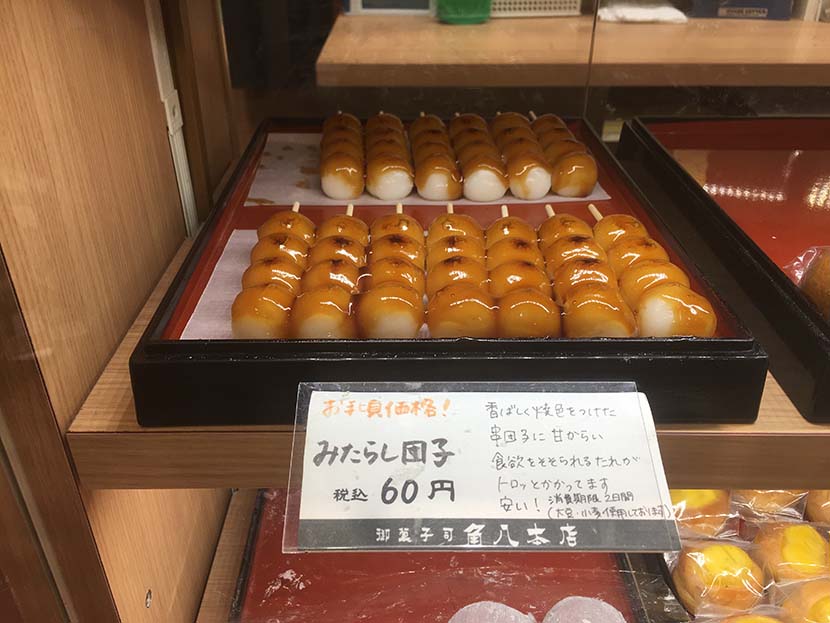 お手頃価格!
みたらし団子
税込 60円
香ばしく焼色をつけた
串団子に甘からい
食欲をそそられるたれが
トロッとかかってます
安い! 消費期限 2日間
(大豆・小麦使用しております)
御菓子司 角八本店